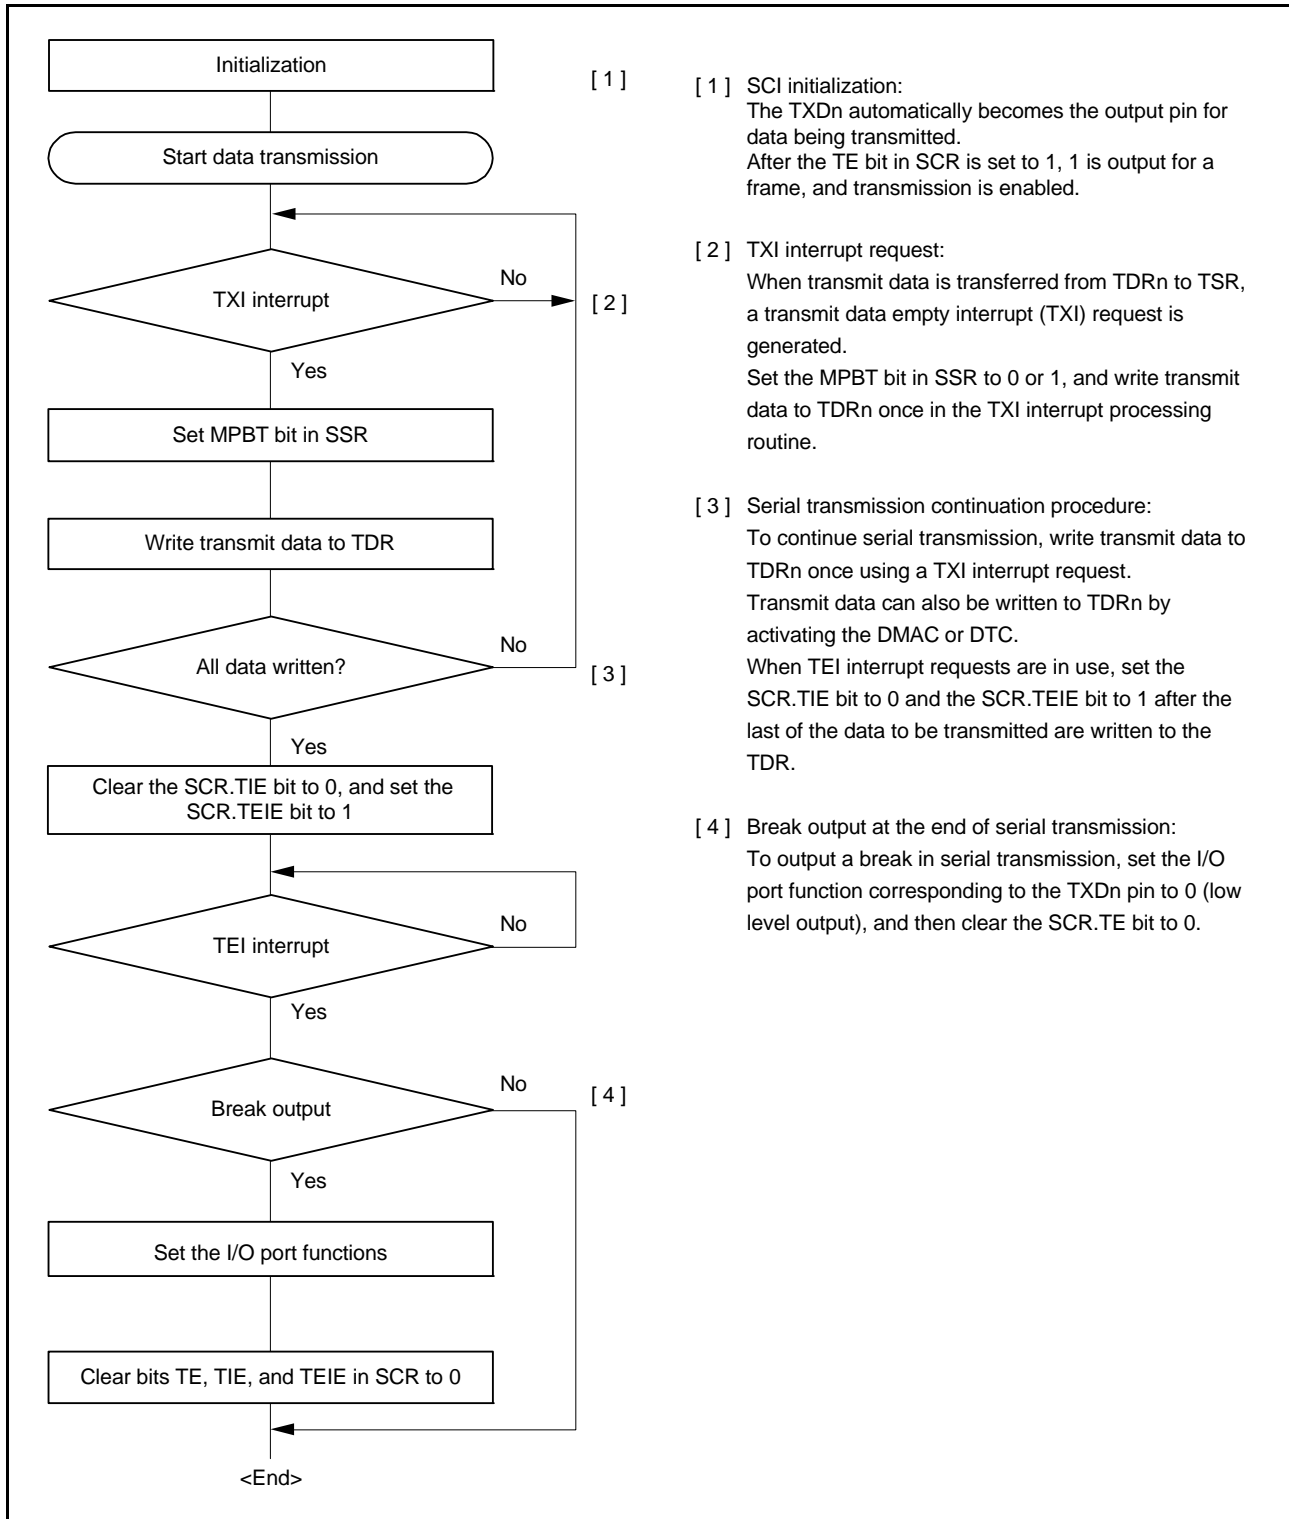 Initialization
[ 1 ]
Start data transmission
TXI interrupt
No
[ 2 ]
Yes
Set MPBT bit in SSR
Write transmit data to TDR
All data written?
No
[ 3 ]
Yes
Clear the SCR.TIE bit to 0, and set the
SCR.TEIE bit to 1
TEI interrupt
No
Yes
Break output
No
[ 4 ]
Yes
Set the I/O port functions
Clear bits TE, TIE, and TEIE in SCR to 0
<End>
[ 1 ] SCI initialization:
The TXDn automatically becomes the output pin for
data being transmitted.
After the TE bit in SCR is set to 1, 1 is output for a
frame, and transmission is enabled.
[ 2 ] TXI interrupt request:
When transmit data is transferred from TDRn to TSR,
a transmit data empty interrupt (TXI) request is
generated.
Set the MPBT bit in SSR to 0 or 1, and write transmit
data to TDRn once in the TXI interrupt processing
routine.
[ 3 ] Serial transmission continuation procedure:
To continue serial transmission, write transmit data to
TDRn once using a TXI interrupt request.
Transmit data can also be written to TDRn by
activating the DMAC or DTC.
When TEI interrupt requests are in use, set the
SCR.TIE bit to 0 and the SCR.TEIE bit to 1 after the
last of the data to be transmitted are written to the
TDR.
[ 4 ] Break output at the end of serial transmission:
To output a break in serial transmission, set the I/O
port function corresponding to the TXDn pin to 0 (low
level output), and then clear the SCR.TE bit to 0.